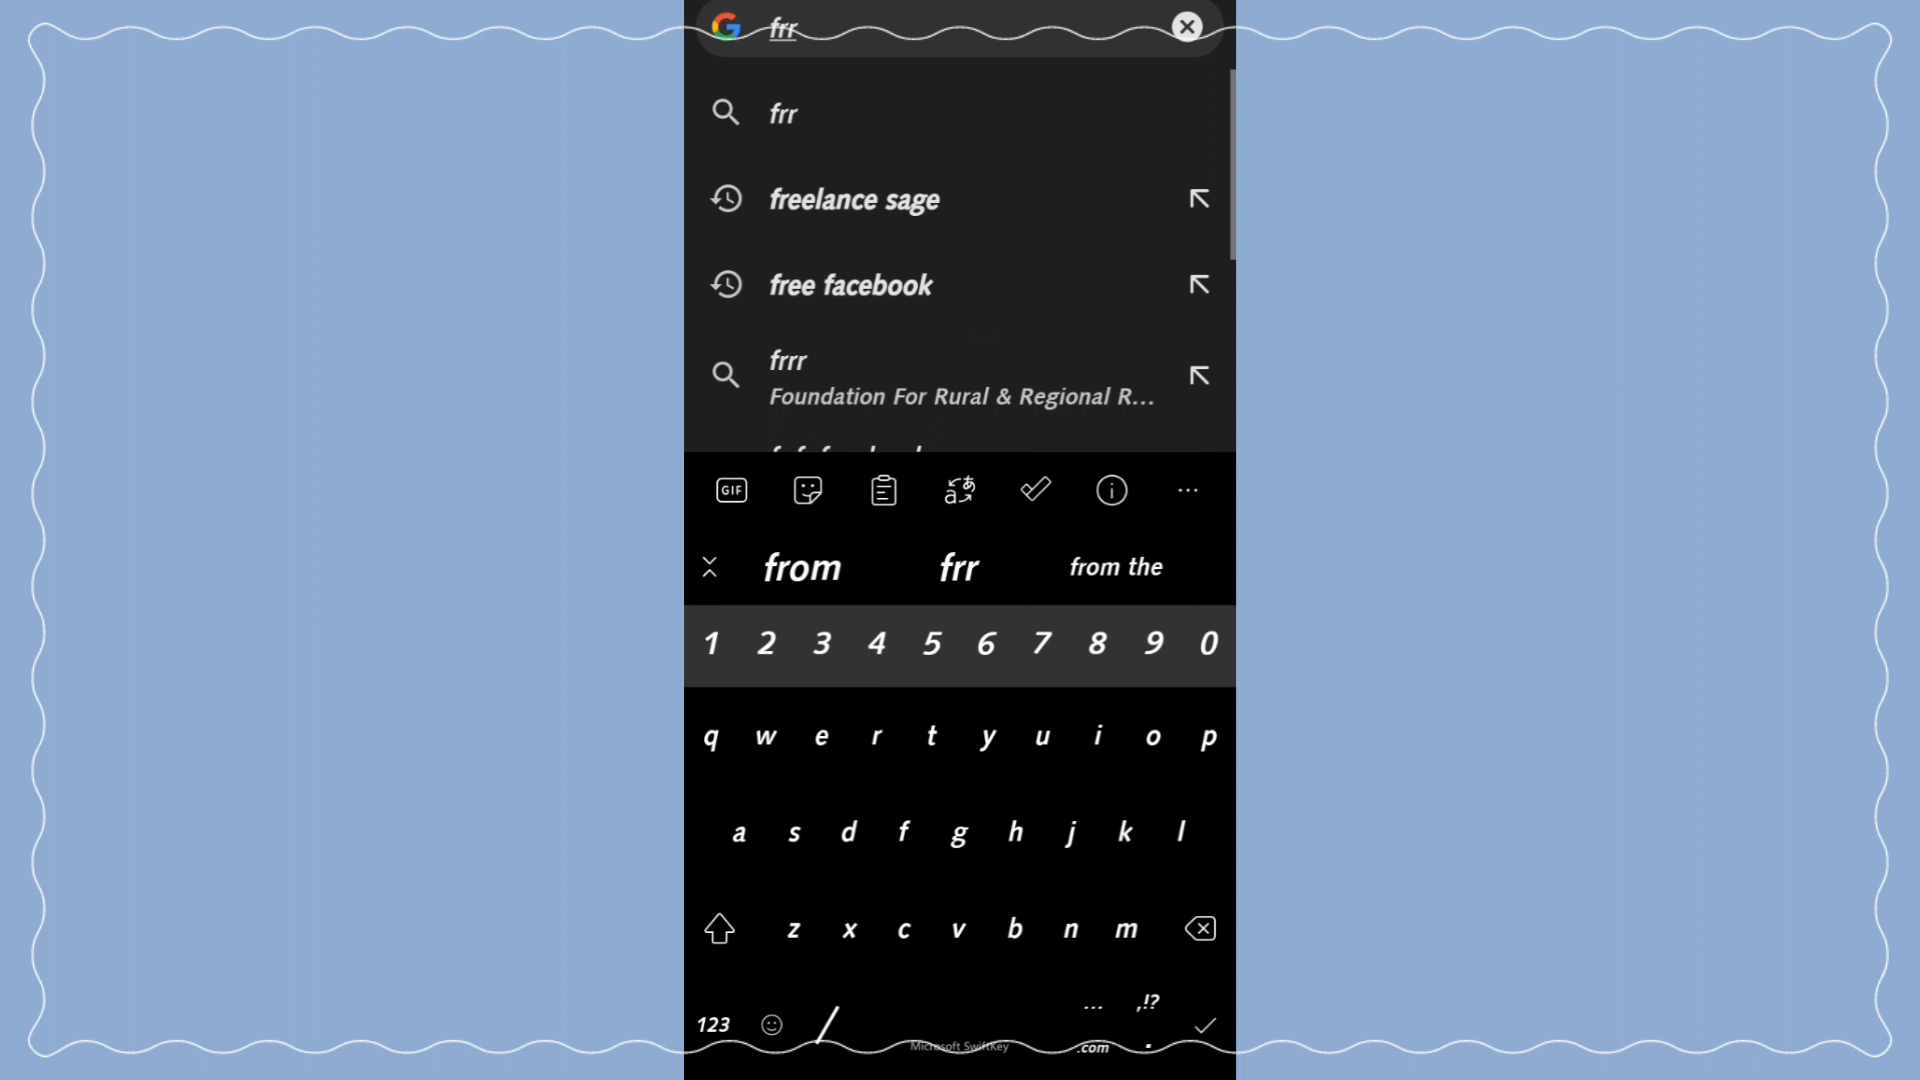 frr
frr
freelance sage
free facebook
frrr
Foundation For Rural & Regional R...
GIF
from frr from the
1 2 3 4 5 6 7 8 9 0
q w e r t y u i o p
a s d f g h j k l
z x c v b n m
... ,!?
123 /
Microsoft SwiftKey .com .